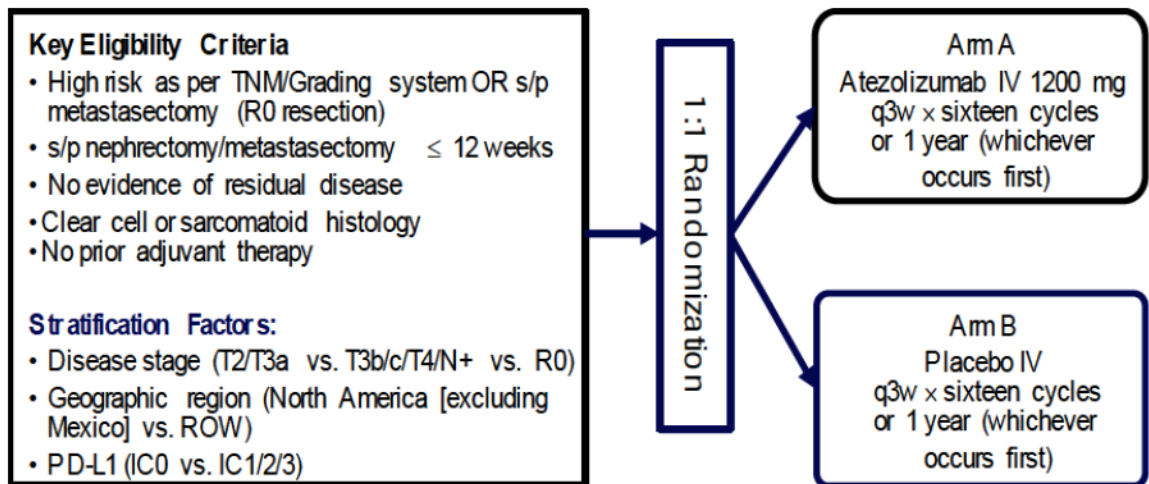 Key Eligibility Criteria
• High risk as per TNM/Grading system OR s/p
metastasectomy (R0 resection)
• s/p nephrectomy/metastasectomy ≤ 12 weeks
• No evidence of residual disease
• Clear cell or sarcomatoid histology
• No prior adjuvant therapy
Stratification Factors:
• Disease stage (T2/T3a vs. T3b/c/T4/N+ vs. R0)
• Geographic region (North America [excluding
Mexico] vs. ROW)
• PD-L1 (IC0 vs. IC1/2/3)
1:1 Randomization
Arm A
Atezolizumab IV 1200 mg
q3w × sixteen cycles
or 1 year (whichever
occurs first)
Arm B
Placebo IV
q3w × sixteen cycles
or 1 year (whichever
occurs first)